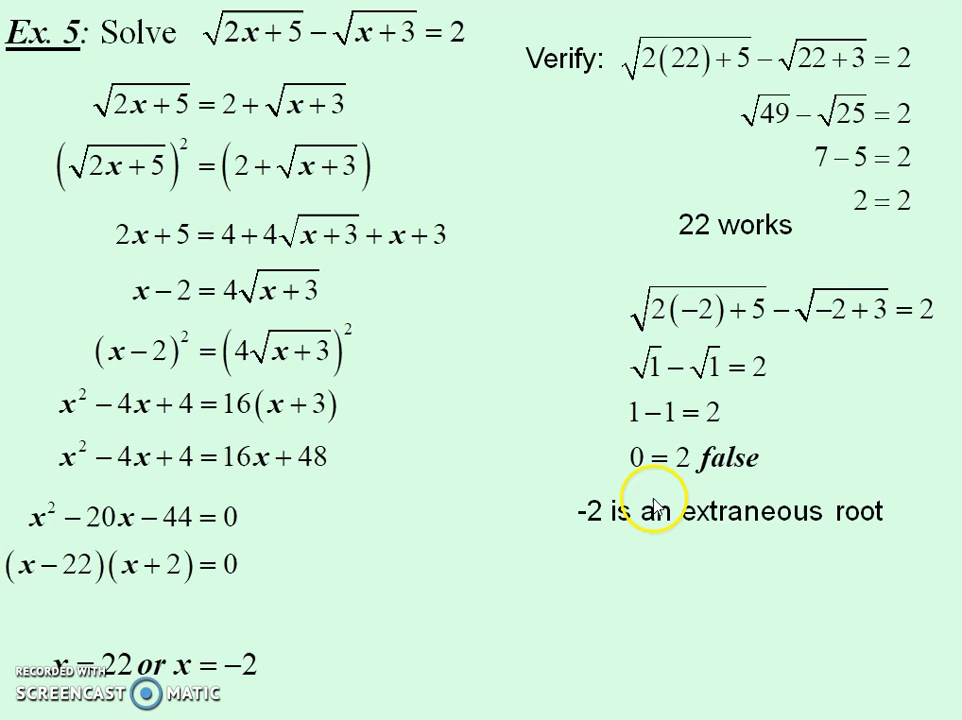 Ex. 5: Solve √(2x + 5) − √(x + 3) = 2
√(2x + 5) = 2 + √(x + 3)
(√(2x + 5))² = (2 + √(x + 3))
2x + 5 = 4 + 4√(x + 3) + x + 3
x − 2 = 4√(x + 3)
(x − 2)² = (4√(x + 3))²
x² − 4x + 4 = 16(x + 3)
x² − 4x + 4 = 16x + 48
x² − 20x − 44 = 0
(x − 22)(x + 2) = 0
x = 22 or x = −2
Verify: √(2(22) + 5) − √(22 + 3) = 2
√49 − √25 = 2
7 − 5 = 2
2 = 2
22 works
√(2(−2) + 5) − √(−2 + 3) = 2
√1 − √1 = 2
1 − 1 = 2
0 = 2 false
-2 is an extraneous root
RECORDED WITH
SCREENCAST MATIC